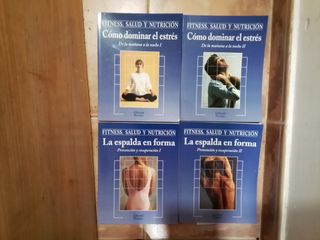 FITNESS, SALUD Y NUTRICIÓN
Cómo dominar el estrés
De la mañana a la noche I
FITNESS, SALUD Y NUTRICIÓN
Cómo dominar el estrés
De la mañana a la noche II
FITNESS, SALUD Y NUTRICIÓN
La espalda en forma
Prevención y recuperación I
FITNESS, SALUD Y NUTRICIÓN
La espalda en forma
Prevención y recuperación II